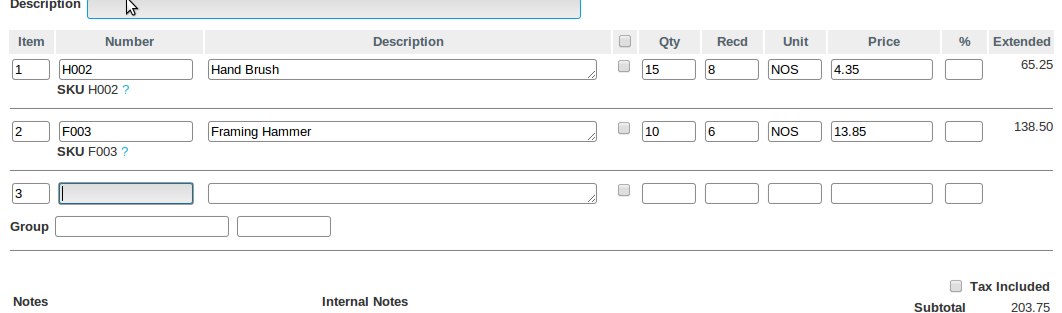 Description
Item Number Description Qty Recd Unit Price % Extended
1 H002 Hand Brush 15 8 NOS 4.35 65.25
SKU H002 ?
2 F003 Framing Hammer 10 6 NOS 13.85 138.50
SKU F003 ?
3
Group
Tax Included
Notes Internal Notes
Subtotal 203.75